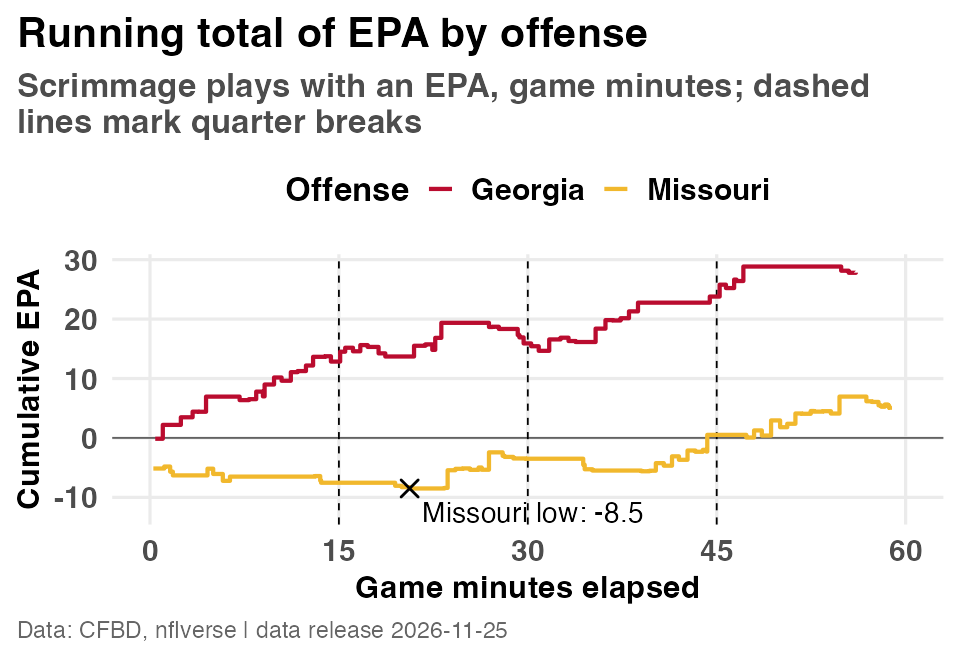 Running total of EPA by offense
Scrimmage plays with an EPA, game minutes; dashed
lines mark quarter breaks
Offense Georgia Missouri
Cumulative EPA
30
20
10
0
-10
Missouri low: -8.5
0 15 30 45 60
Game minutes elapsed
Data: CFBD, nflverse | data release 2026-11-25